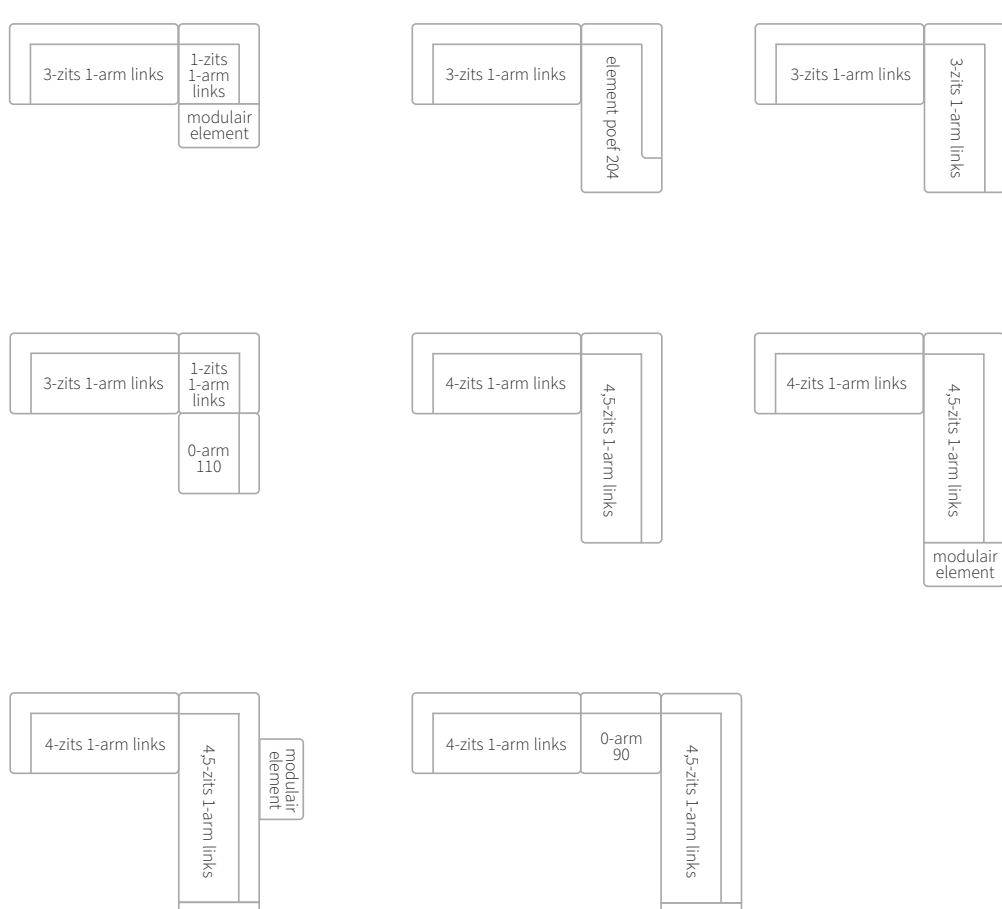 3-zits 1-arm links
1-zits
1-arm
links
modulair
element
3-zits 1-arm links
element poef 204
3-zits 1-arm links
3-zits 1-arm links
3-zits 1-arm links
1-zits
1-arm
links
0-arm
110
4-zits 1-arm links
4,5-zits 1-arm links
4-zits 1-arm links
4,5-zits 1-arm links
modulair
element
4-zits 1-arm links
4,5-zits 1-arm links
modulair
element
4-zits 1-arm links
0-arm
90
4,5-zits 1-arm links